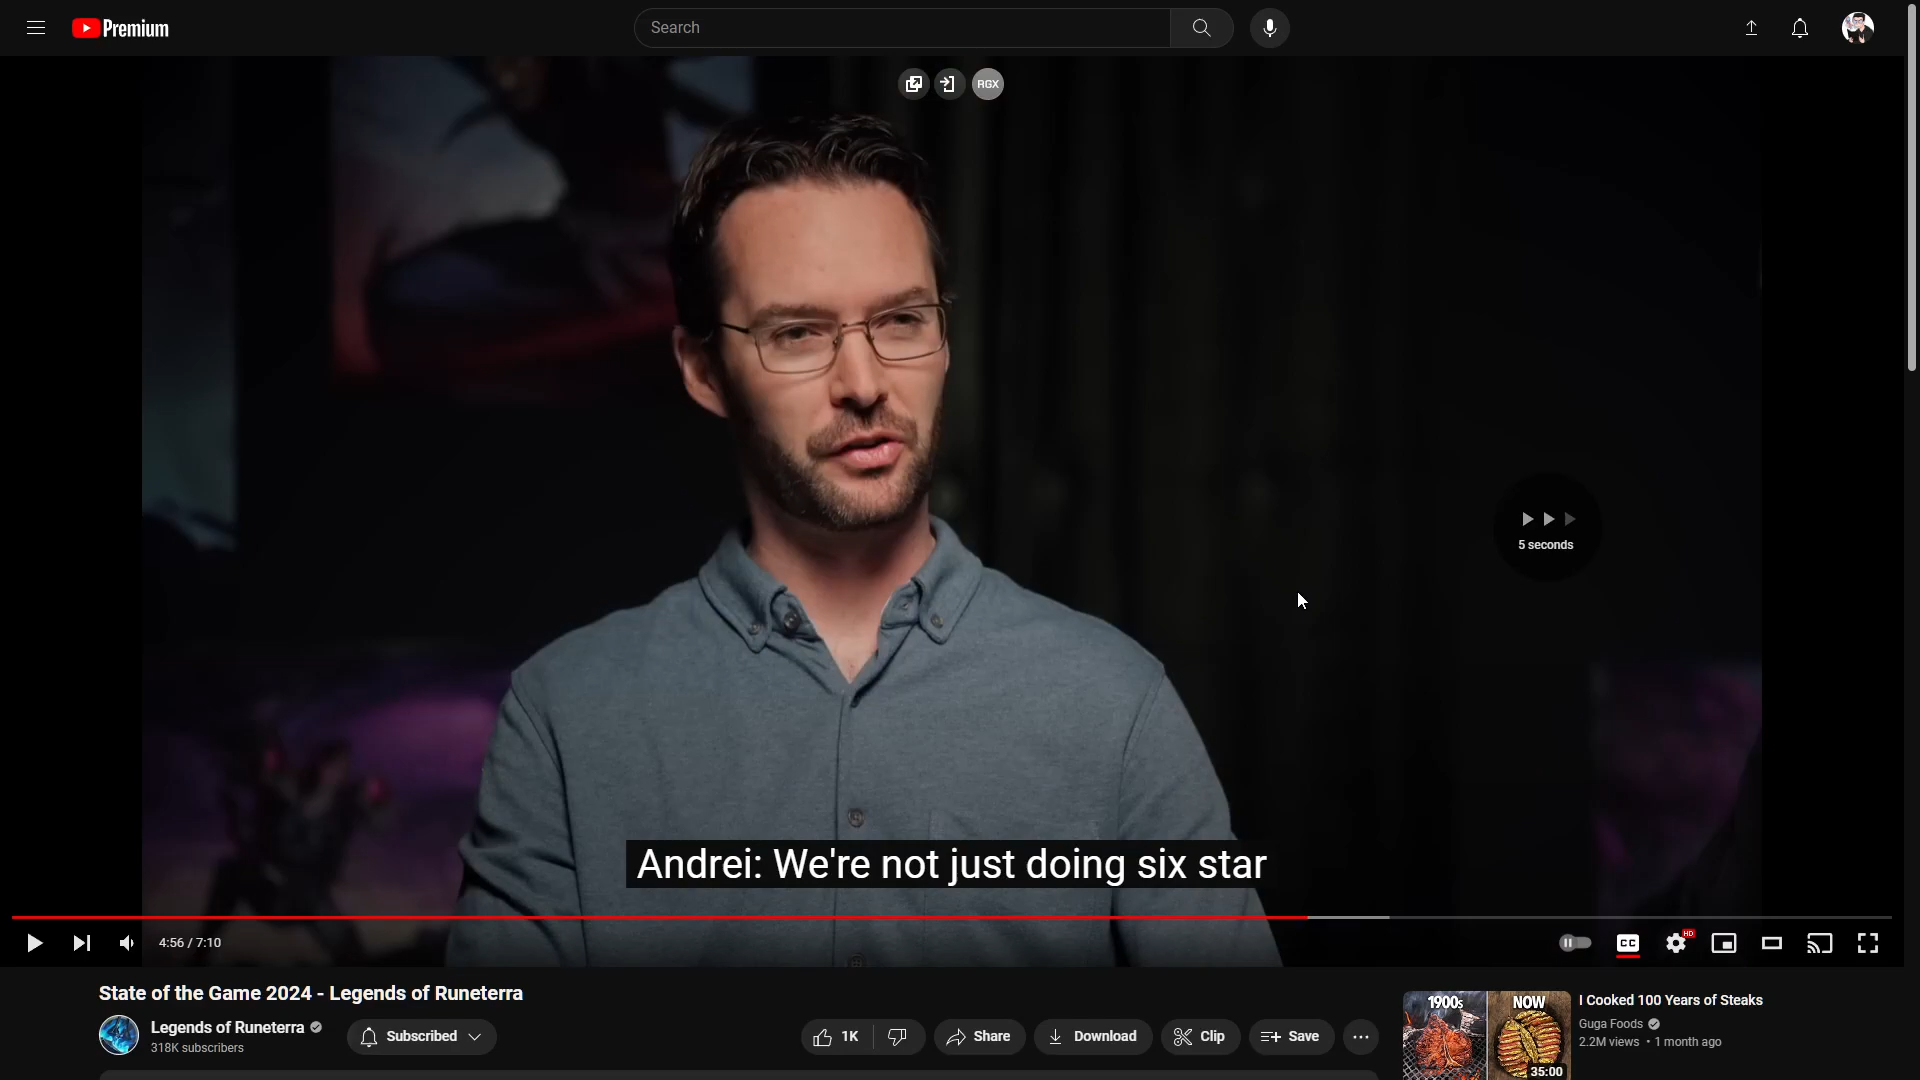 Premium
Search
RGX
5 seconds
Andrei: We're not just doing six star
4:56 / 7:10
CC
HD
State of the Game 2024 - Legends of Runeterra
Legends of Runeterra
318K subscribers
Subscribed
1K
Share
Download
Clip
Save
1900s
NOW
35:00
I Cooked 100 Years of Steaks
Guga Foods
2.2M views • 1 month ago